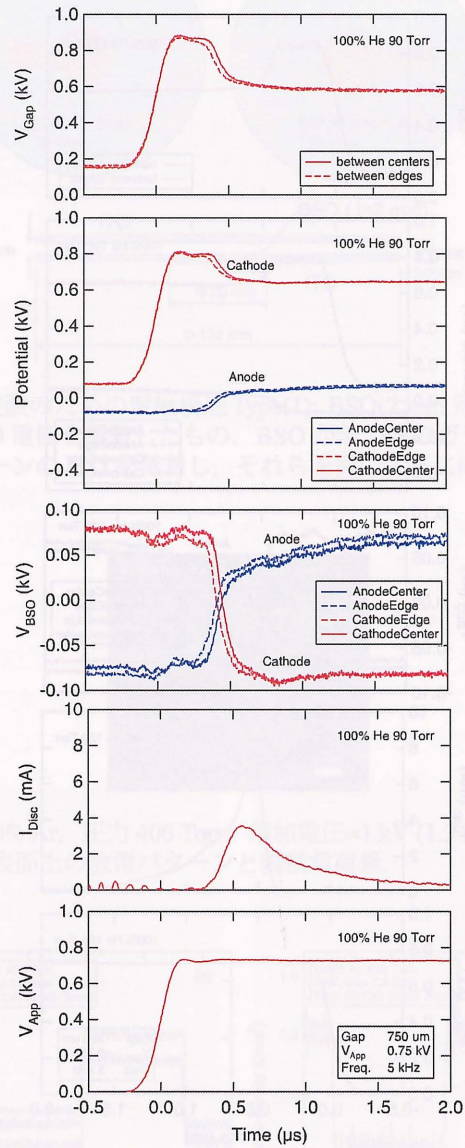 1.0
0.8
0.6
0.4
0.2
0.0
V_Gap (kV)
100% He 90 Torr
between centers
between edges
1.0
0.8
0.6
0.4
0.2
0.0
0.2
0.4
Potential (kV)
100% He 90 Torr
Cathode
Anode
AnodeCenter
AnodeEdge
CathodeEdge
CathodeCenter
0.10
0.05
0.00
-0.05
-0.10
V_BSO (kV)
100% He 90 Torr
Anode
AnodeCenter
AnodeEdge
CathodeEdge
CathodeCenter
Cathode
10
8
6
4
2
0
I_Disc (mA)
100% He 90 Torr
1.0
0.8
0.6
0.4
0.2
0.0
V_App (kV)
100% He 90 Torr
Gap 750 um
V_App 0.75 kV
Freq. 5 kHz
-0.5 0.0 0.5 1.0 1.5 2.0
Time (µs)